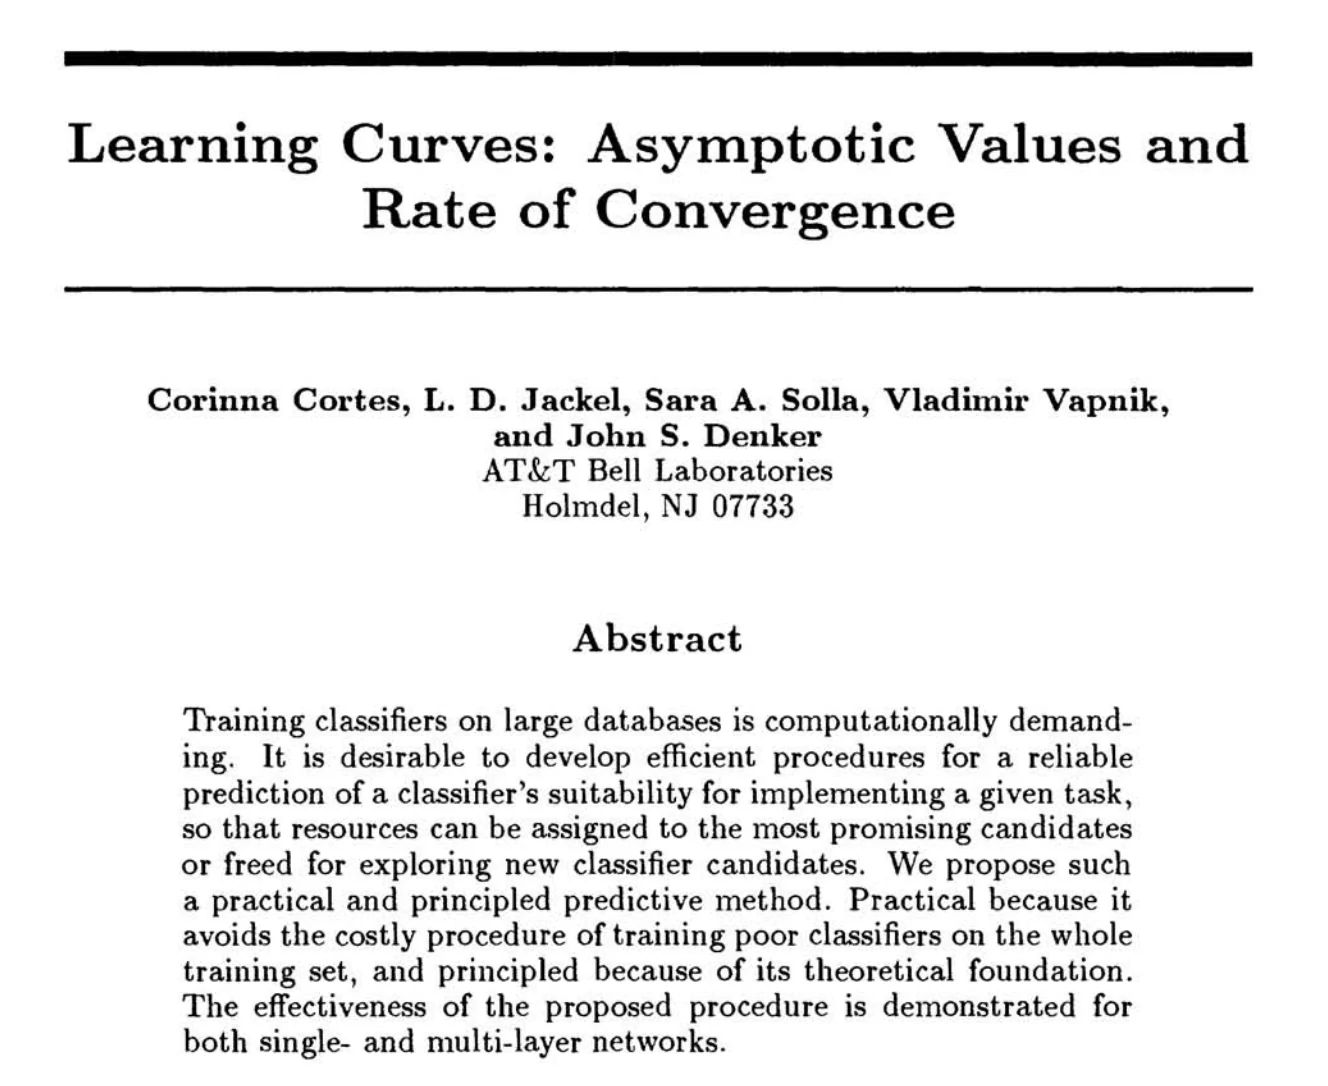 Learning Curves: Asymptotic Values and
Rate of Convergence
Corinna Cortes, L. D. Jackel, Sara A. Solla, Vladimir Vapnik,
and John S. Denker
AT&T Bell Laboratories
Holmdel, NJ 07733
Abstract
Training classifiers on large databases is computationally demand-
ing. It is desirable to develop efficient procedures for a reliable
prediction of a classifier's suitability for implementing a given task,
so that resources can be assigned to the most promising candidates
or freed for exploring new classifier candidates. We propose such
a practical and principled predictive method. Practical because it
avoids the costly procedure of training poor classifiers on the whole
training set, and principled because of its theoretical foundation.
The effectiveness of the proposed procedure is demonstrated for
both single- and multi-layer networks.